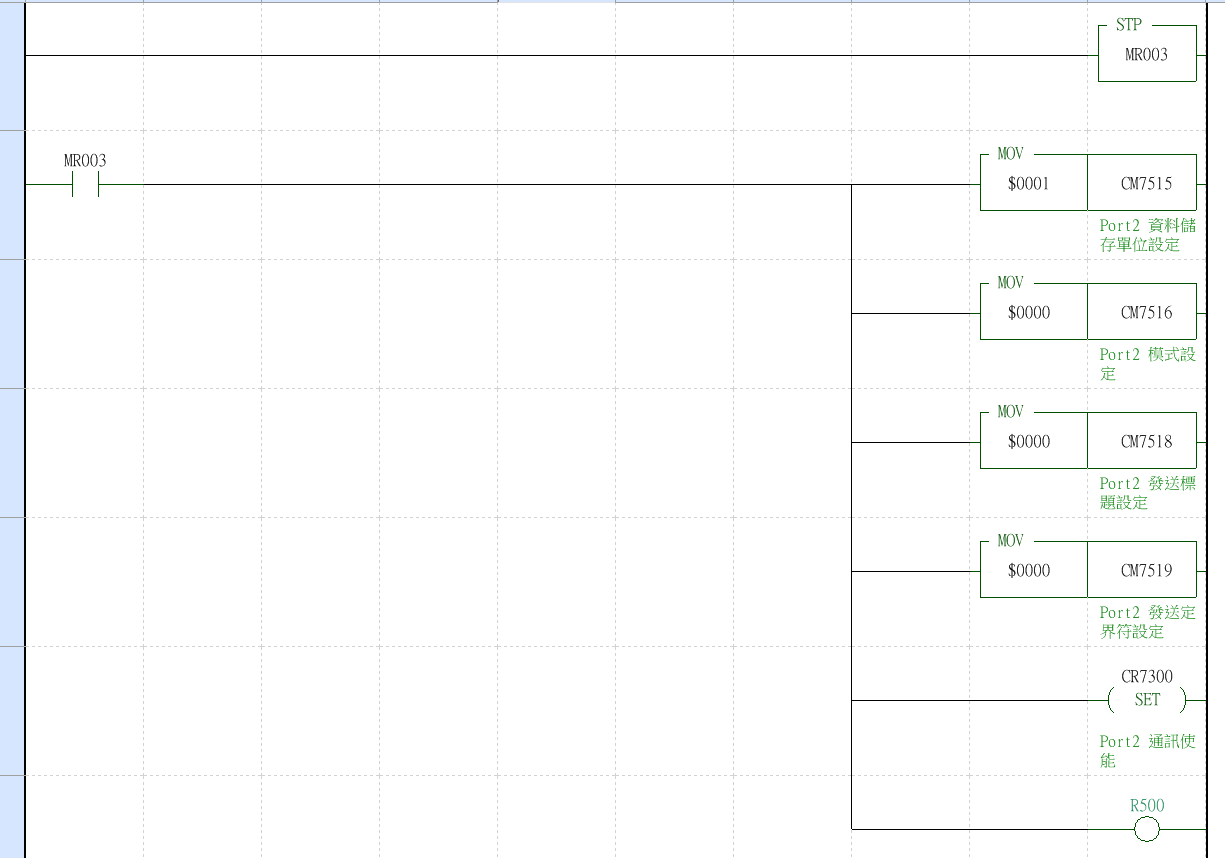 STP
MR003
MR003
MOV
$0001 CM7515
Port2 資料儲
存單位設定
MOV
$0000 CM7516
Port2 模式設
定
MOV
$0000 CM7518
Port2 發送標
題設定
MOV
$0000 CM7519
Port2 發送定
界符設定
CR7300
SET
Port2 通訊使
能
R500